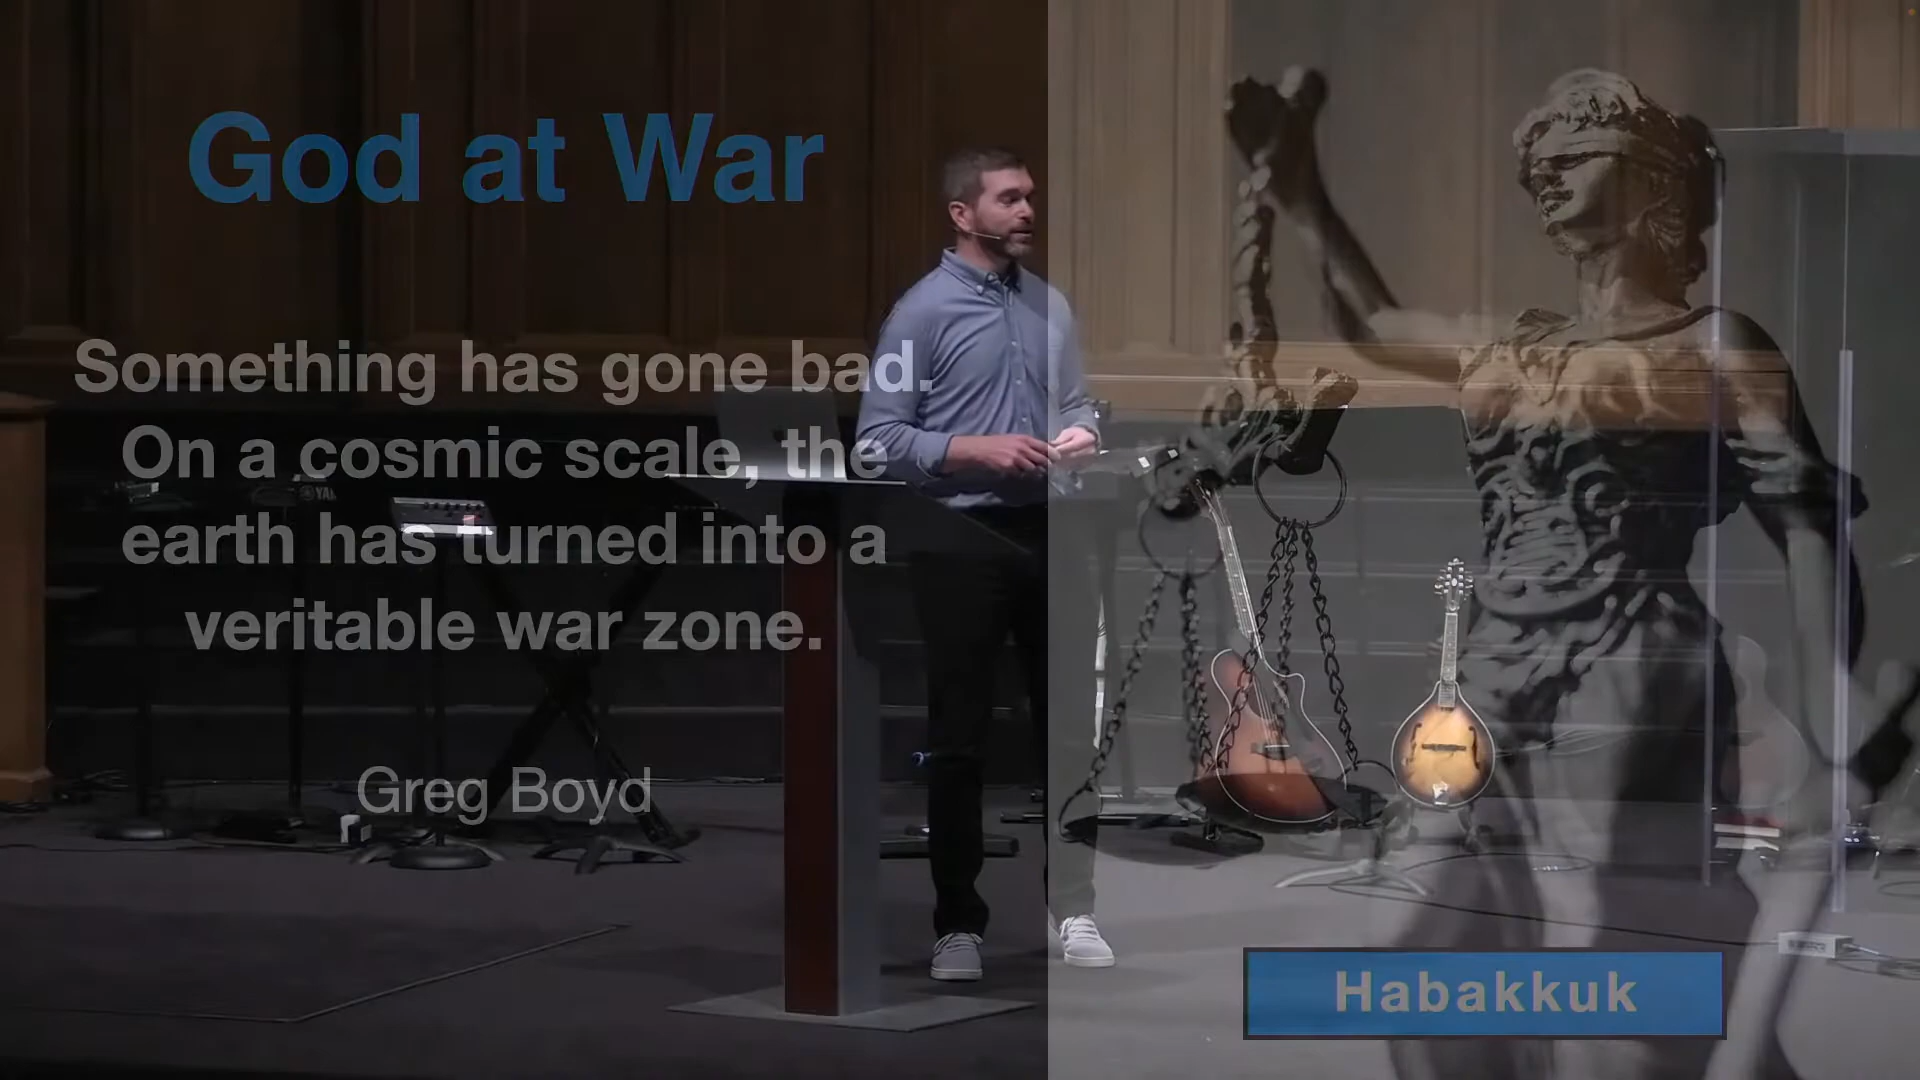 God at War
Something has gone bad.
On a cosmic scale, the
earth has turned into a
veritable war zone.
Greg Boyd
Habakkuk